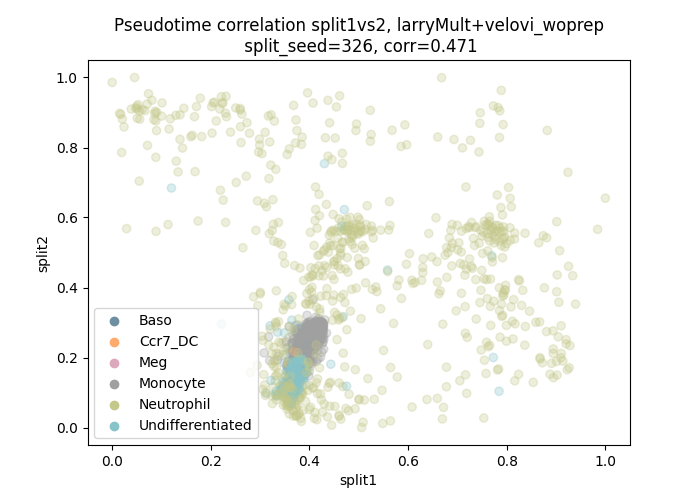 Pseudotime correlation split1vs2, larryMult+velovi_woprep
split_seed=326, corr=0.471
1.0
0.8
0.6
0.4
0.2
0.0
split2
Baso
Ccr7_DC
Meg
Monocyte
Neutrophil
Undifferentiated
0.0
0.2
0.4
0.6
0.8
1.0
split1